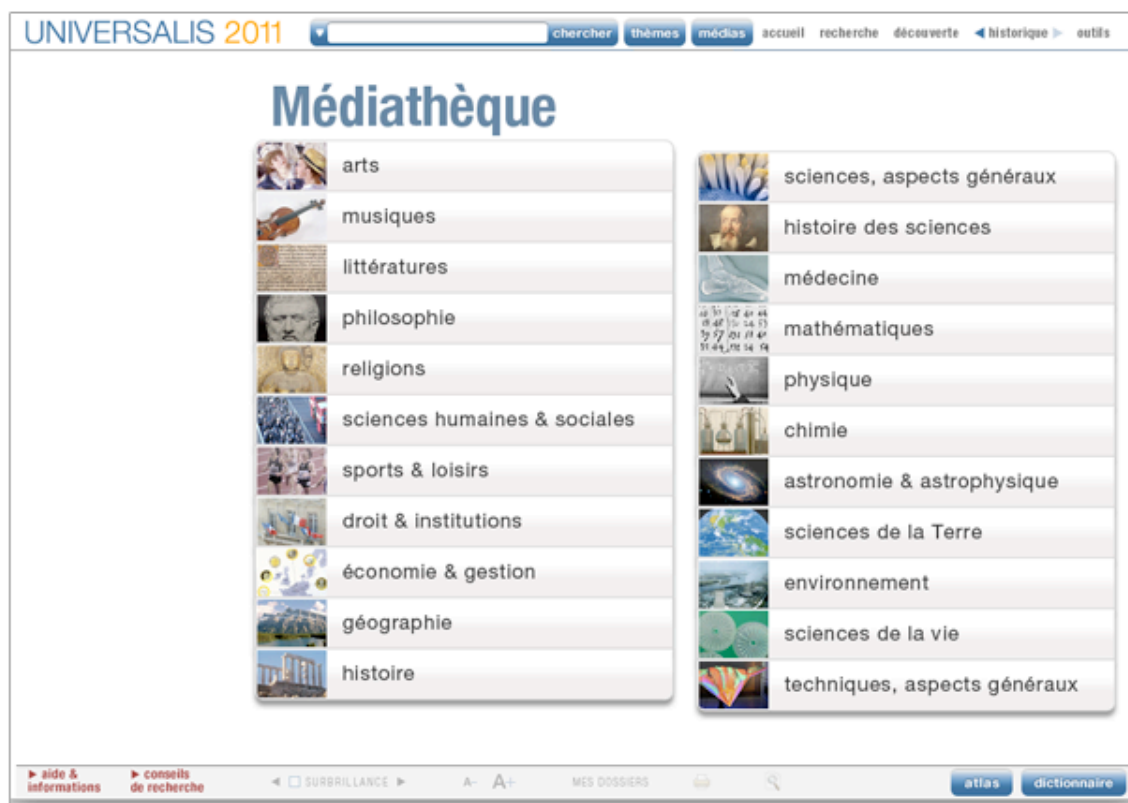 UNIVERSALIS 2011
chercher
thèmes
médias
accueil
recherche
découverte
historique
outils
Médiathèque
arts
musiques
littératures
philosophie
religions
sciences humaines & sociales
sports & loisirs
droit & institutions
économie & gestion
géographie
histoire
sciences, aspects généraux
histoire des sciences
médecine
mathématiques
physique
chimie
astronomie & astrophysique
sciences de la Terre
environnement
sciences de la vie
techniques, aspects généraux
aide &
informations
conseils
de recherche
SURBRILLANCE
A-
A+
MES DOSSIERS
atlas
dictionnaire